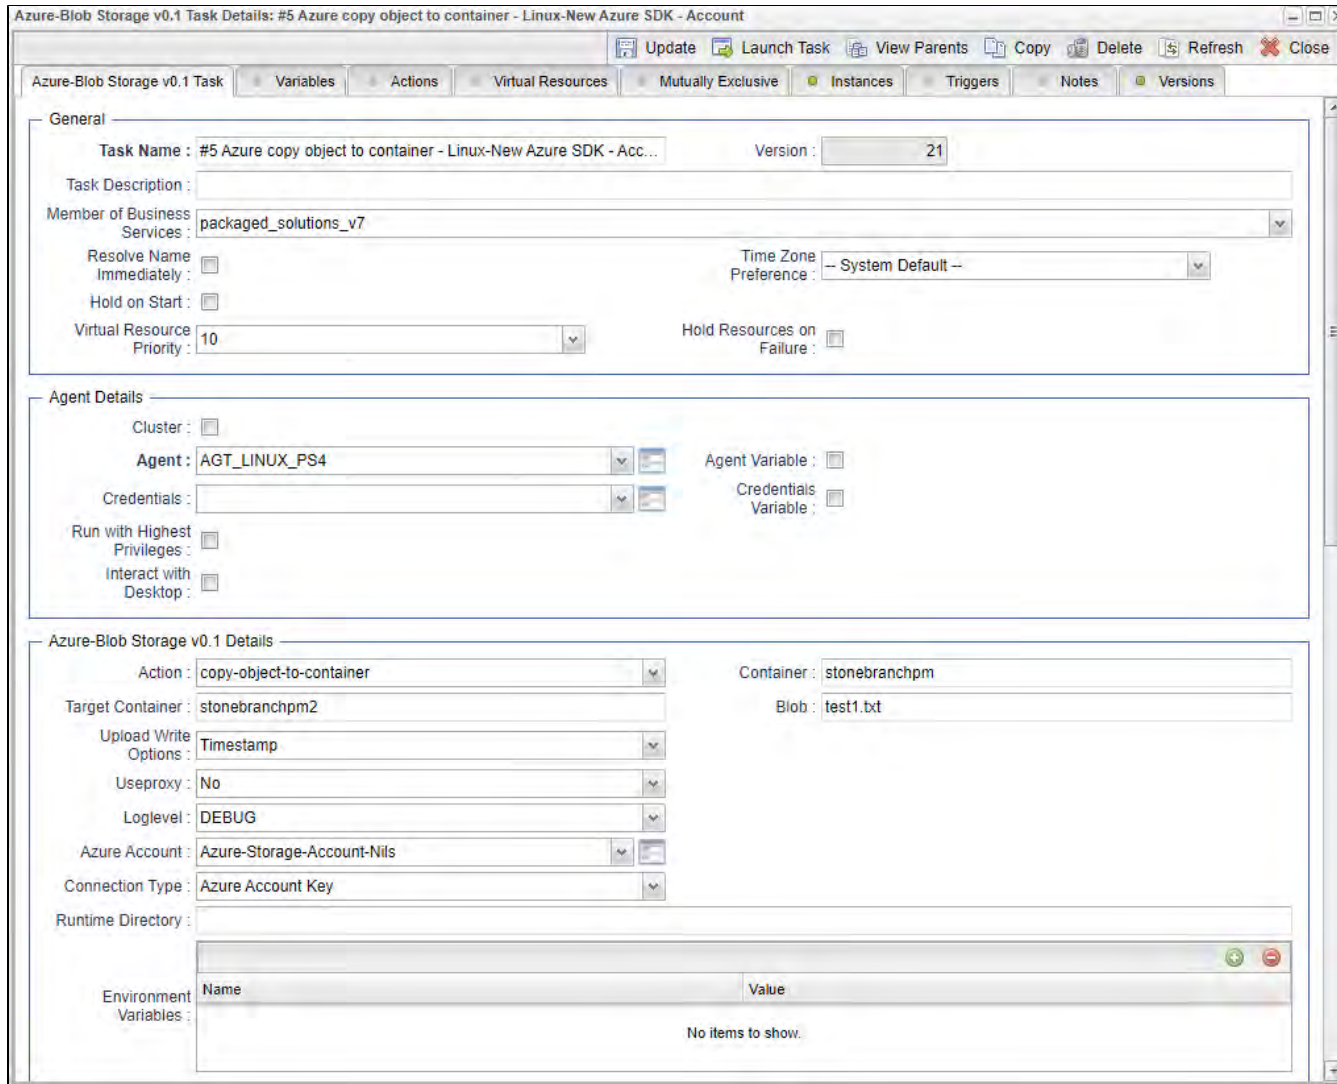 Azure-Blob Storage v0.1 Task Details: #5 Azure copy object to container - Linux-New Azure SDK - Account
Update Launch Task View Parents Copy Delete Refresh Close
Azure-Blob Storage v0.1 Task Variables Actions Virtual Resources Mutually Exclusive Instances Triggers Notes Versions
General
Task Name : #5 Azure copy object to container - Linux-New Azure SDK - Acc... Version : 21
Task Description :
Member of Business
Services : packaged_solutions_v7
Resolve Name
Immediately :
Time Zone
Preference : -- System Default --
Hold on Start :
Virtual Resource
Priority : 10
Hold Resources on
Failure :
Agent Details
Cluster :
Agent : AGT_LINUX_PS4 Agent Variable :
Credentials :
Credentials
Variable :
Run with Highest
Privileges :
Interact with
Desktop :
Azure-Blob Storage v0.1 Details
Action : copy-object-to-container Container : stonebranchpm
Target Container : stonebranchpm2 Blob : test1.txt
Upload Write
Options : Timestamp
Useproxy : No
Loglevel : DEBUG
Azure Account : Azure-Storage-Account-Nils
Connection Type : Azure Account Key
Runtime Directory :
Environment
Variables :
Name Value
No items to show.